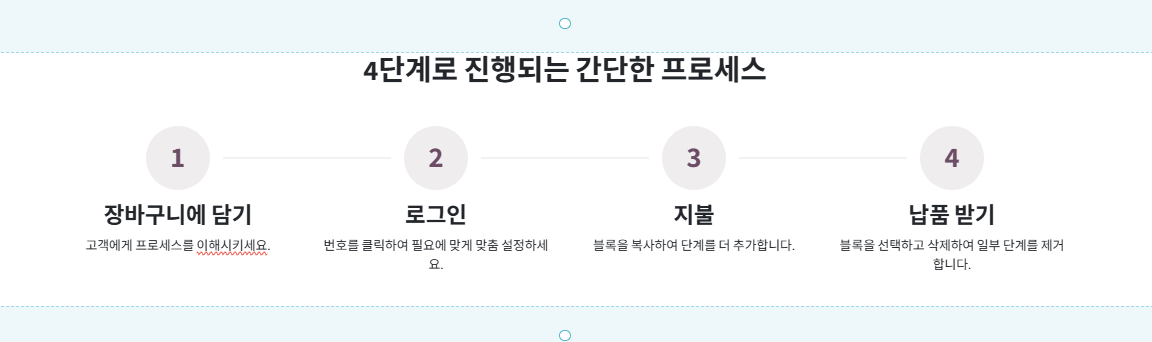 4단계로 진행되는 간단한 프로세스
1
2
3
4
장바구니에 담기
로그인
지불
납품 받기
고객에게 프로세스를 이해시키세요.
번호를 클릭하여 필요에 맞게 맞춤 설정하세
요.
블록을 복사하여 단계를 더 추가합니다.
블록을 선택하고 삭제하여 일부 단계를 제거
합니다.